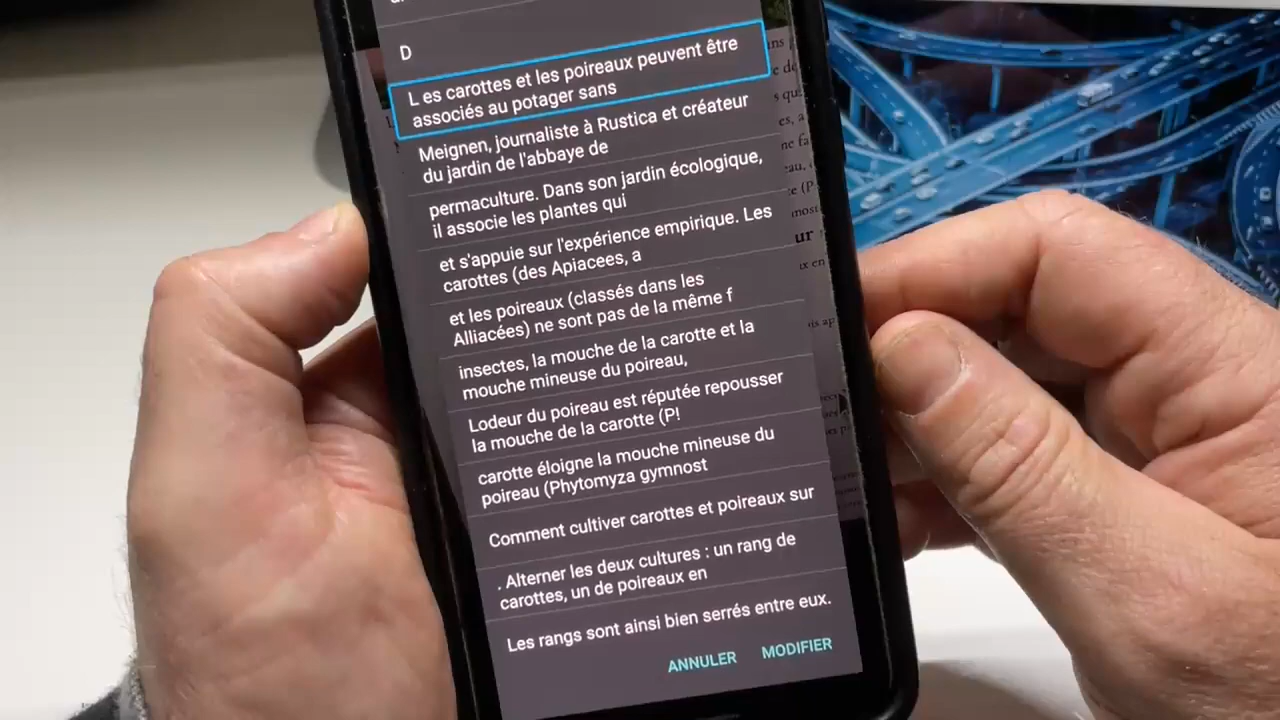 D
L es carottes et les poireaux peuvent être
associés au potager sans
Meignen, journaliste à Rustica et créateur
du jardin de l'abbaye de
permaculture. Dans son jardin écologique,
il associe les plantes qui
et s'appuie sur l'expérience empirique. Les
carottes (des Apiacees, a
et les poireaux (classés dans les
Alliacées) ne sont pas de la même f
insectes, la mouche de la carotte et la
mouche mineuse du poireau,
Lodeur du poireau est réputée repousser
la mouche de la carotte (P!
carotte éloigne la mouche mineuse du
poireau (Phytomyza gymnost
Comment cultiver carottes et poireaux sur
. Alterner les deux cultures : un rang de
carottes, un de poireaux en
Les rangs sont ainsi bien serrés entre eux.
ANNULER MODIFIER